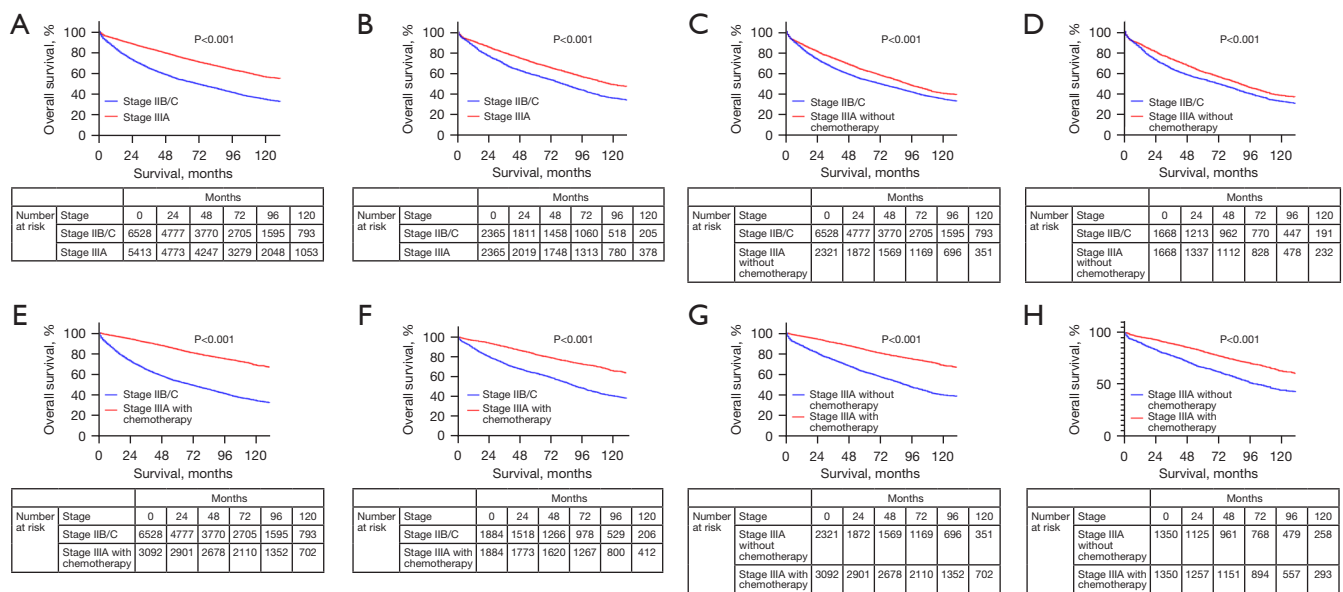 A
Overall survival, %
100
80
60
40
20
0
P<0.001
Stage IIB/C
Stage IIIA
0 24 48 72 96 120
Survival, months
Months
Number at risk
Stage 0 24 48 72 96 120
Stage IIB/C 6528 4777 3770 2705 1595 793
Stage IIIA 5413 4773 4247 3279 2048 1053
B
Overall survival, %
100
80
60
40
20
0
P<0.001
Stage IIB/C
Stage IIIA
0 24 48 72 96 120
Survival, months
Months
Number at risk
Stage 0 24 48 72 96 120
Stage IIB/C 2365 1811 1458 1060 518 205
Stage IIIA 2365 2019 1748 1313 780 378
C
Overall survival, %
100
80
60
40
20
0
P<0.001
Stage IIB/C
Stage IIIA without
chemotherapy
0 24 48 72 96 120
Survival, months
Months
Number at risk
Stage 0 24 48 72 96 120
Stage IIB/C 6528 4777 3770 2705 1595 793
Stage IIIA without chemotherapy 2321 1872 1569 1169 696 351
D
Overall survival, %
100
80
60
40
20
0
P<0.001
Stage IIB/C
Stage IIIA without
chemotherapy
0 24 48 72 96 120
Survival, months
Months
Number at risk
Stage 0 24 48 72 96 120
Stage IIB/C 1668 1213 962 770 447 191
Stage IIIA without chemotherapy 1668 1337 1112 828 478 232
E
Overall survival, %
100
80
60
40
20
0
P<0.001
Stage IIB/C
Stage IIIA with
chemotherapy
0 24 48 72 96 120
Survival, months
Months
Number at risk
Stage 0 24 48 72 96 120
Stage IIB/C 6528 4777 3770 2705 1595 793
Stage IIIA with chemotherapy 3092 2901 2678 2110 1352 702
F
Overall survival, %
100
80
60
40
20
0
P<0.001
Stage IIB/C
Stage IIIA with
chemotherapy
0 24 48 72 96 120
Survival, months
Months
Number at risk
Stage 0 24 48 72 96 120
Stage IIB/C 1884 1518 1266 978 529 206
Stage IIIA with chemotherapy 1884 1773 1620 1267 800 412
G
Overall survival, %
100
80
60
40
20
0
P<0.001
Stage IIIA without
chemotherapy
Stage IIIA with
chemotherapy
0 24 48 72 96 120
Survival, months
Months
Number at risk
Stage 0 24 48 72 96 120
Stage IIIA without chemotherapy 2321 1872 1569 1169 696 351
Stage IIIA with chemotherapy 3092 2901 2678 2110 1352 702
H
Overall survival, %
100
50
0
P<0.001
Stage IIIA without
chemotherapy
Stage IIIA with
chemotherapy
0 24 48 72 96 120
Survival, months
Months
Number at risk
Stage 0 24 48 72 96 120
Stage IIIA without chemotherapy 1350 1125 961 768 479 258
Stage IIIA with chemotherapy 1350 1257 1151 894 557 293